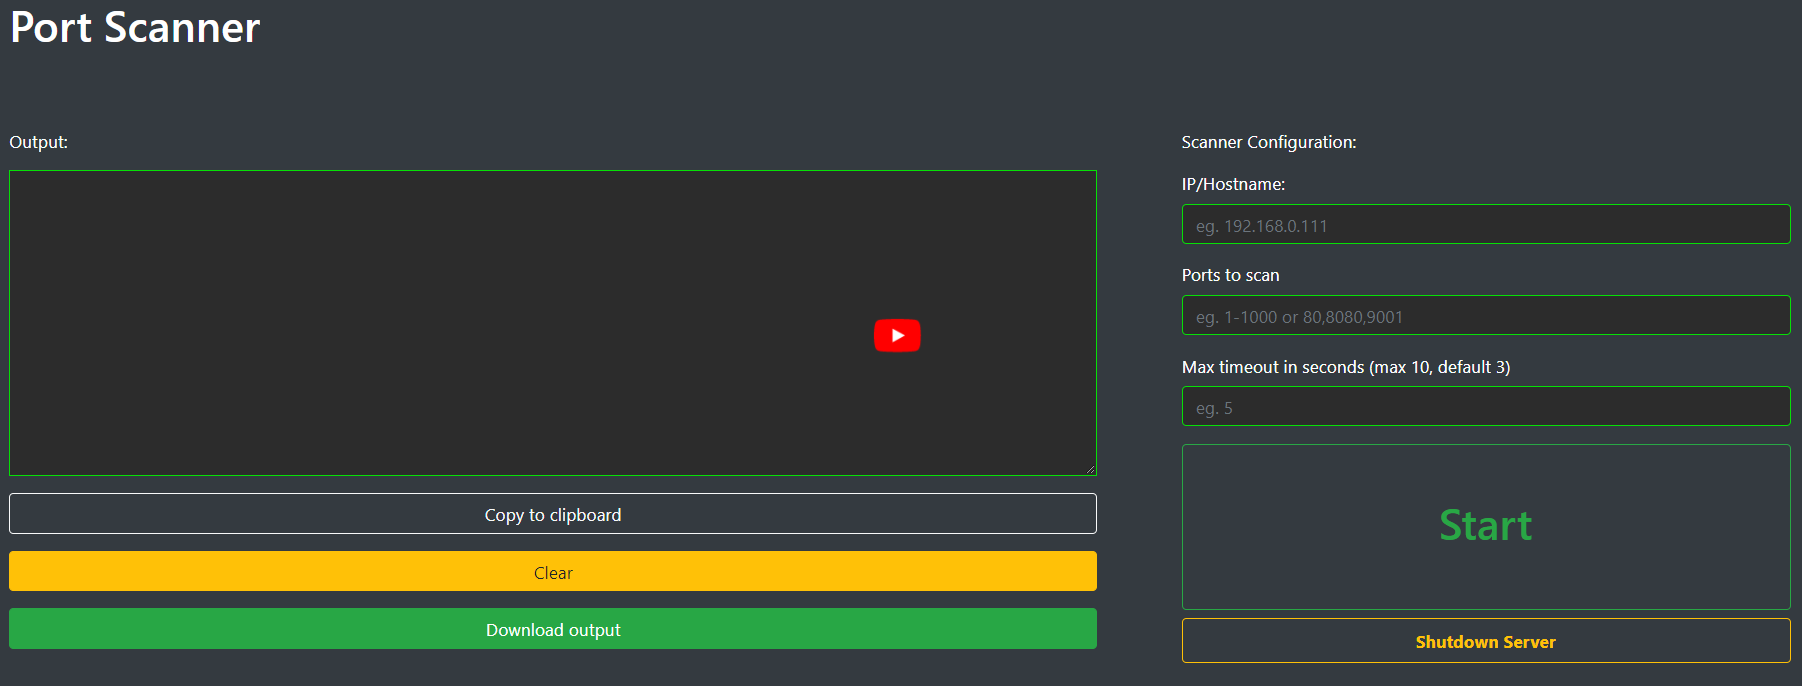 Port Scanner
Output:
Copy to clipboard
Clear
Download output
Scanner Configuration:
IP/Hostname:
eg. 192.168.0.111
Ports to scan
eg. 1-1000 or 80,8080,9001
Max timeout in seconds (max 10, default 3)
eg. 5
Start
Shutdown Server